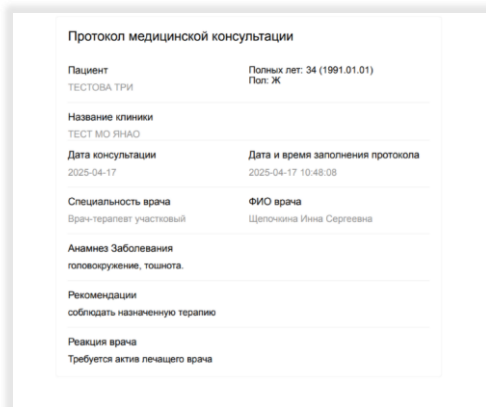 Протокол медицинской консультации
Пациент
ТЕСТОВА ТРИ
Полных лет: 34 (1991.01.01)
Пол: Ж
Название клиники
ТЕСТ МО ЯНАО
Дата консультации
2025-04-17
Дата и время заполнения протокола
2025-04-17 10:48:08
Специальность врача
Врач-терапевт участковый
ФИО врача
Щепочкина Инна Сергеевна
Анамнез Заболевания
головокружение, тошнота.
Рекомендации
соблюдать назначенную терапию
Реакция врача
Требуется актив лечащего врача